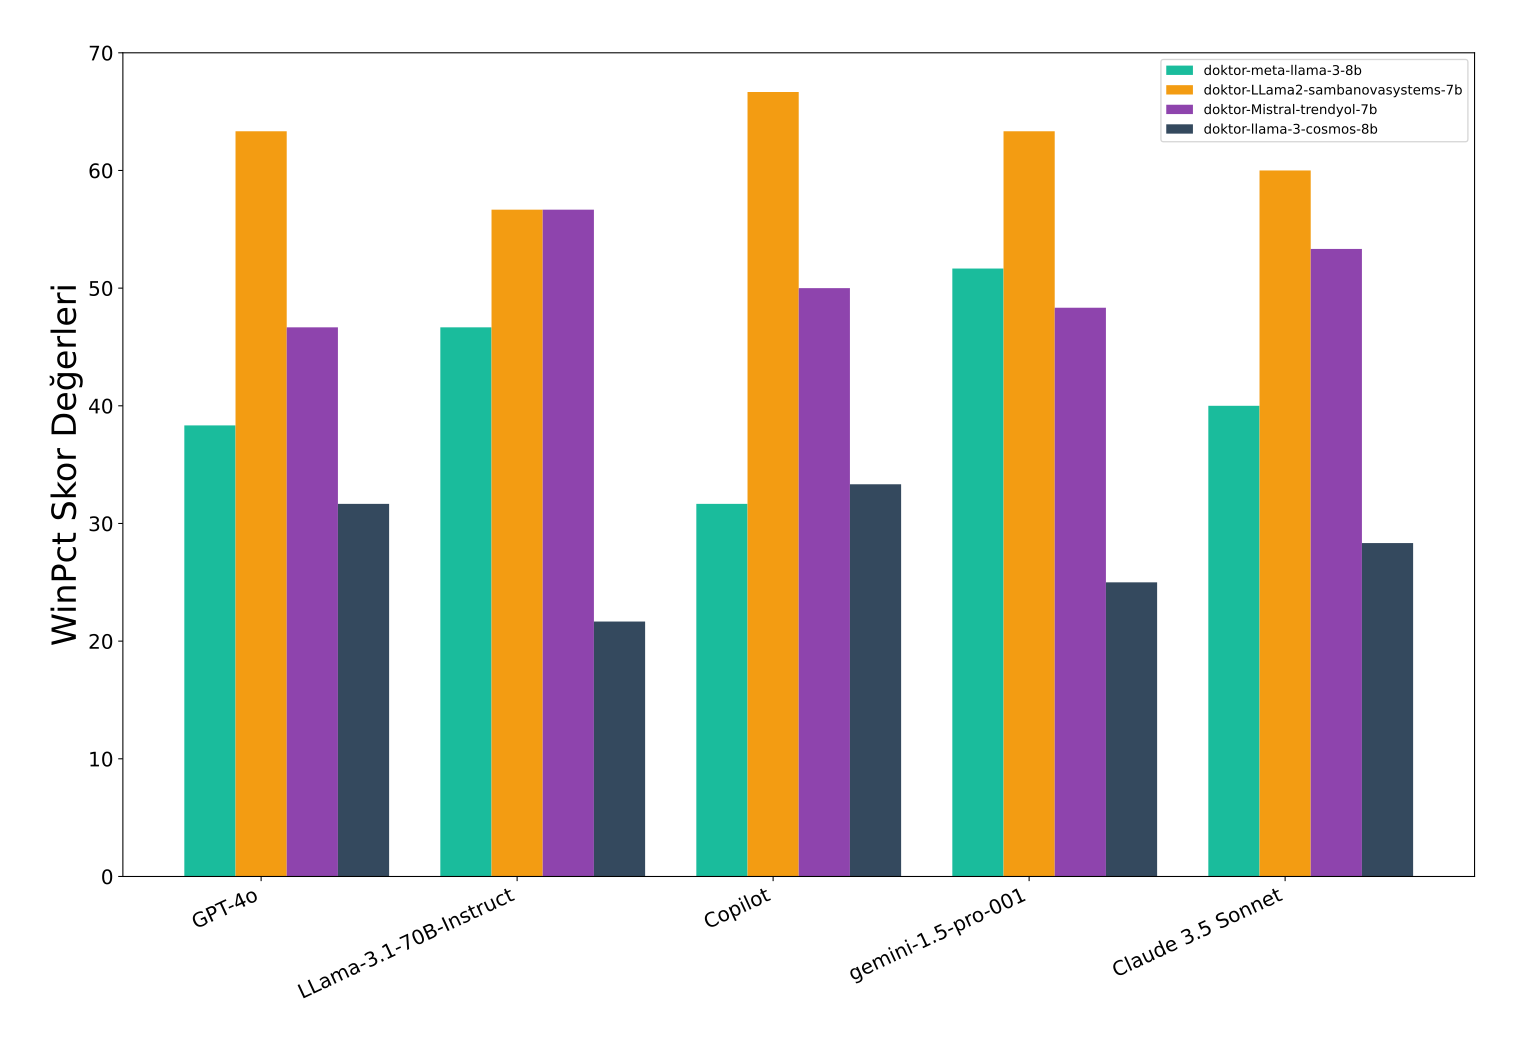 WinPct Skor Değerleri
70
60
50
40
30
20
10
0
doktor-meta-llama-3-8b
doktor-LLama2-sambanovasystems-7b
doktor-Mistral-trendyol-7b
doktor-llama-3-cosmos-8b
GPT-4o
LLama-3.1-70B-Instruct
Copilot
gemini-1.5-pro-001
Claude 3.5 Sonnet